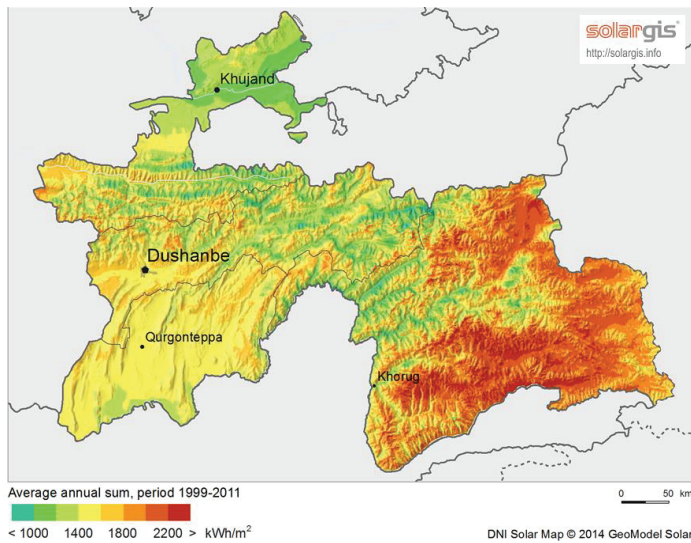 solargis
http://solargis.info
Khujand
Dushanbe
Qurgonteppa
Khorug
Average annual sum, period 1999-2011
< 1000 1400 1800 2200 > kWh/m²
0 50 km
DNI Solar Map © 2014 GeoModel Solar